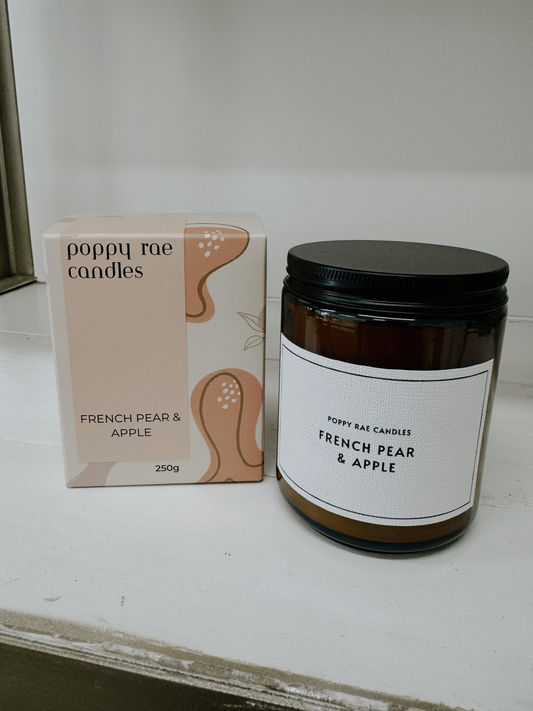 poppy rae
candles
FRENCH PEAR &
APPLE
250g
POPPY RAE CANDLES
FRENCH PEAR
& APPLE